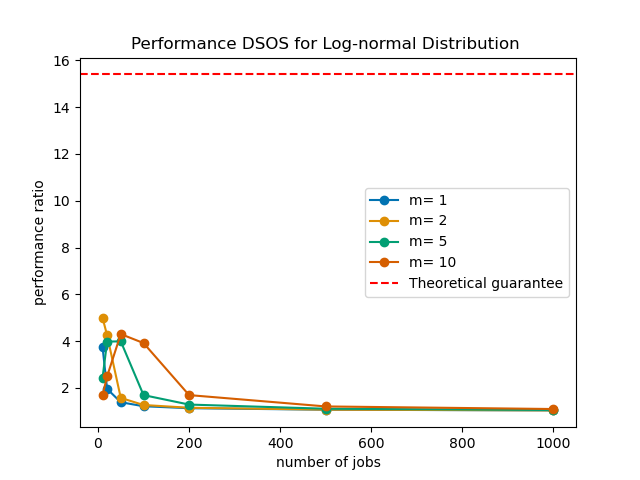 Performance DSOS for Log-normal Distribution
performance ratio
16
14
12
10
8
6
4
2
m= 1
m= 2
m= 5
m= 10
Theoretical guarantee
0 200 400 600 800 1000
number of jobs